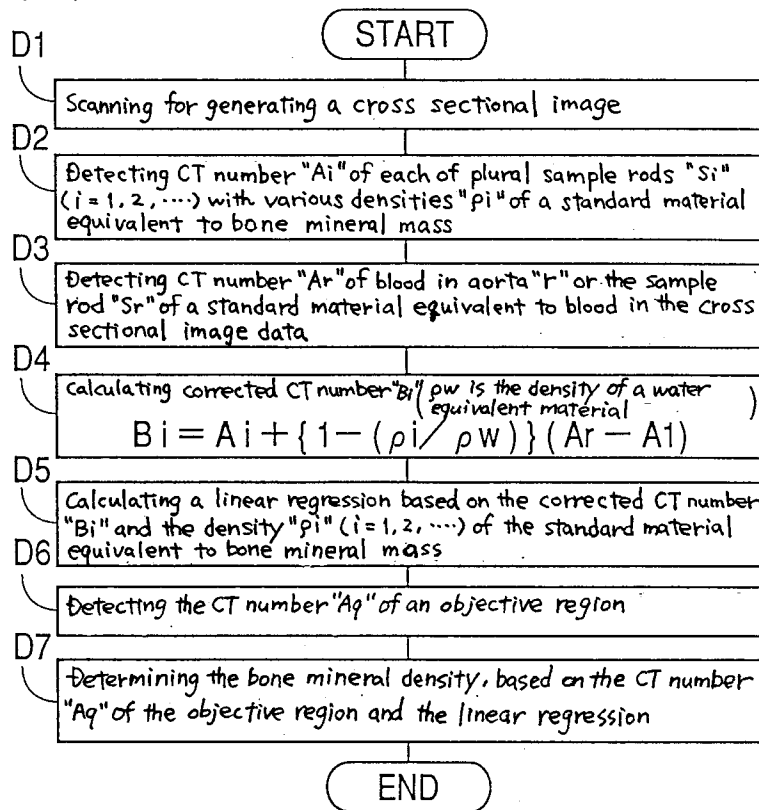 START
D1
Scanning for generating a cross sectional image
D2
Detecting CT number "Ai" of each of plural sample rods "Si"
(i = 1, 2, ‥‥) with various densities "ρi" of a standard material
equivalent to bone mineral mass
D3
Detecting CT number "Ar" of blood in aorta "r" or the sample
rod "Sr" of a standard material equivalent to blood in the cross
sectional image data
D4
Calculating corrected CT number "Bi" (ρw is the density of a water
equivalent material)
Bi = Ai + {1 − (ρi/ρw)} (Ar − A1)
D5
Calculating a linear regression based on the corrected CT number
"Bi" and the density "ρi" (i = 1, 2, ‥‥) of the standard material
equivalent to bone mineral mass
D6
Detecting the CT number "Aq" of an objective region
D7
Determining the bone mineral density, based on the CT number
"Aq" of the objective region and the linear regression
END